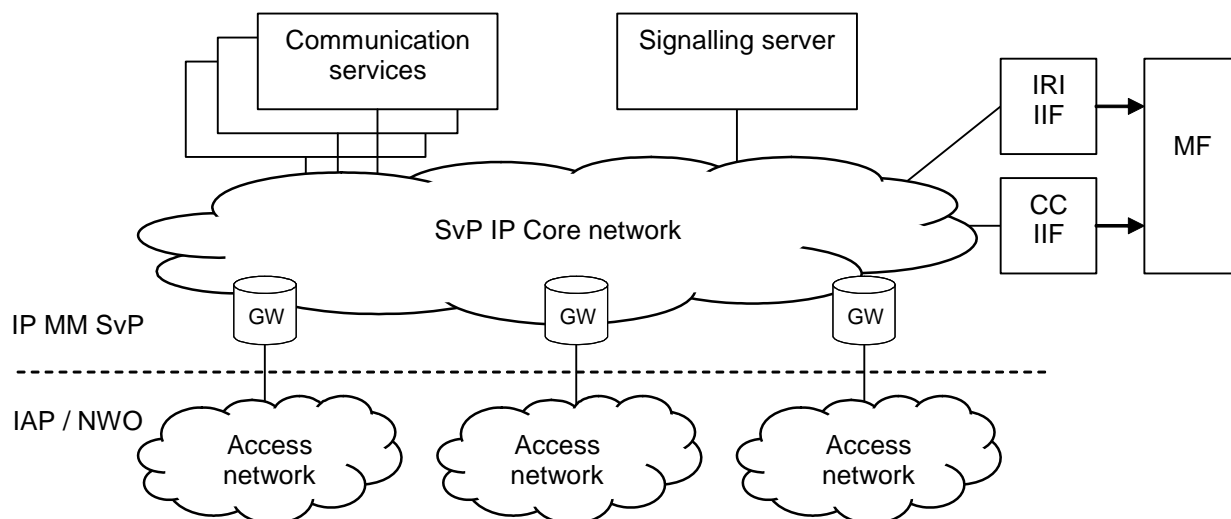 Communication
services
Signalling server
IRI
IIF
MF
CC
IIF
SvP IP Core network
GW
GW
GW
IP MM SvP
IAP / NWO
Access
network
Access
network
Access
network